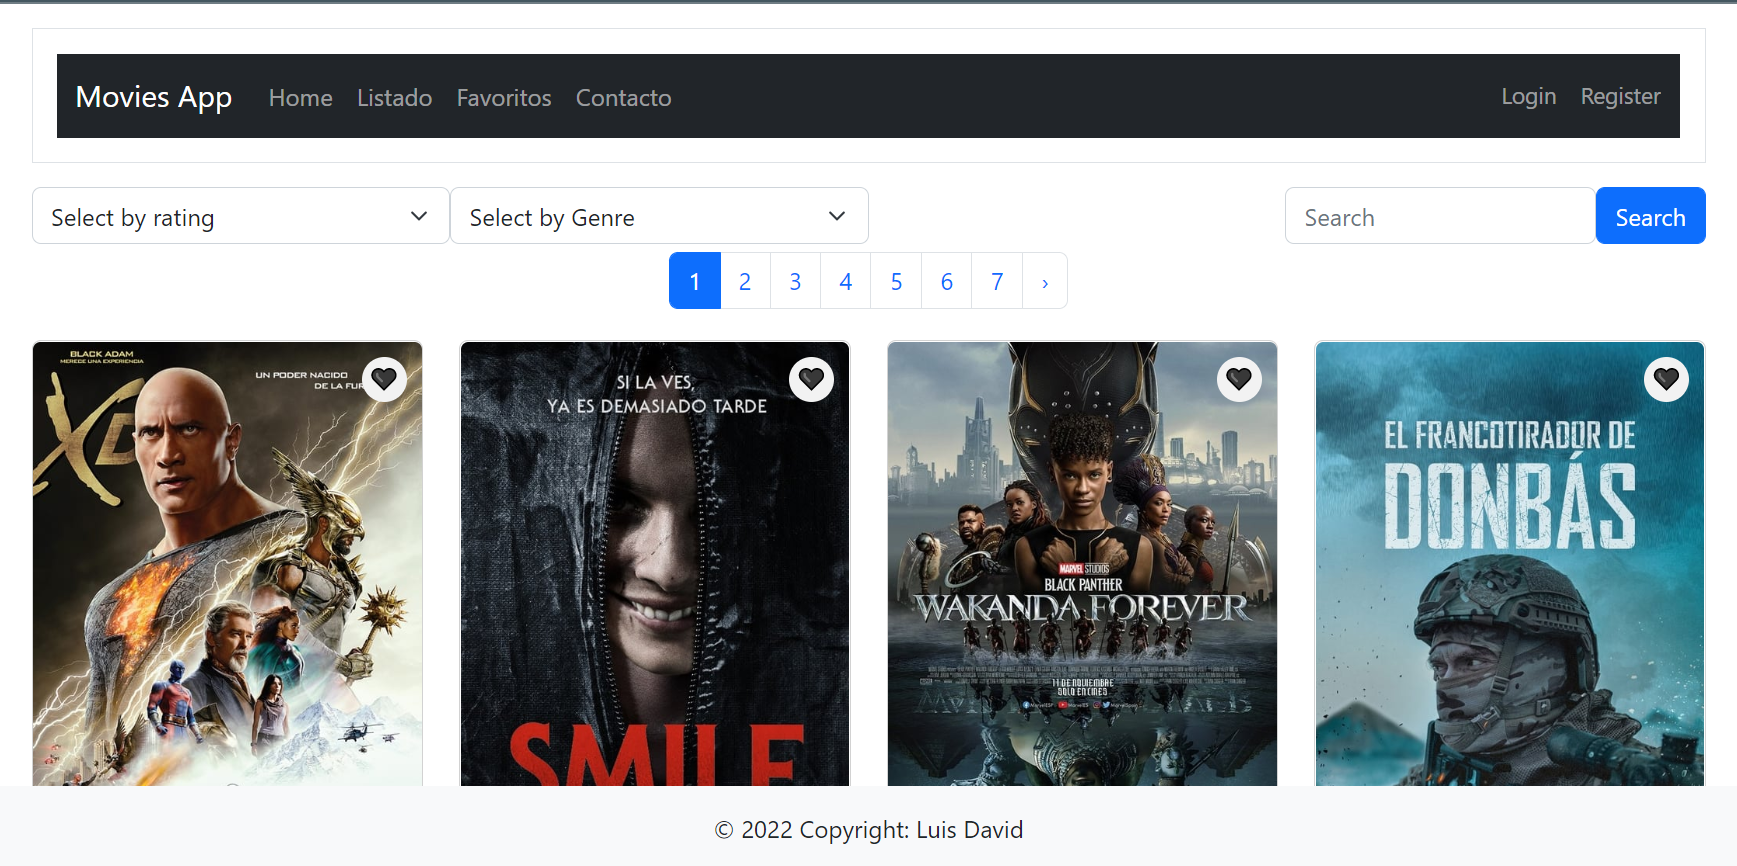 Movies App Home Listado Favoritos Contacto Login Register
Select by rating Select by Genre Search Search
1 2 3 4 5 6 7 ›
BLACK ADAM
MERECE UNA EXPERIENCIA
UN PODER NACIDO
DE LA FUR
SI LA VES,
YA ES DEMASIADO TARDE
SMILE
MARVEL STUDIOS
BLACK PANTHER
WAKANDA FOREVER
11 DE NOVIEMBRE
SOLO EN CINES
EL FRANCOTIRADOR DE
DONBÁS
© 2022 Copyright: Luis David